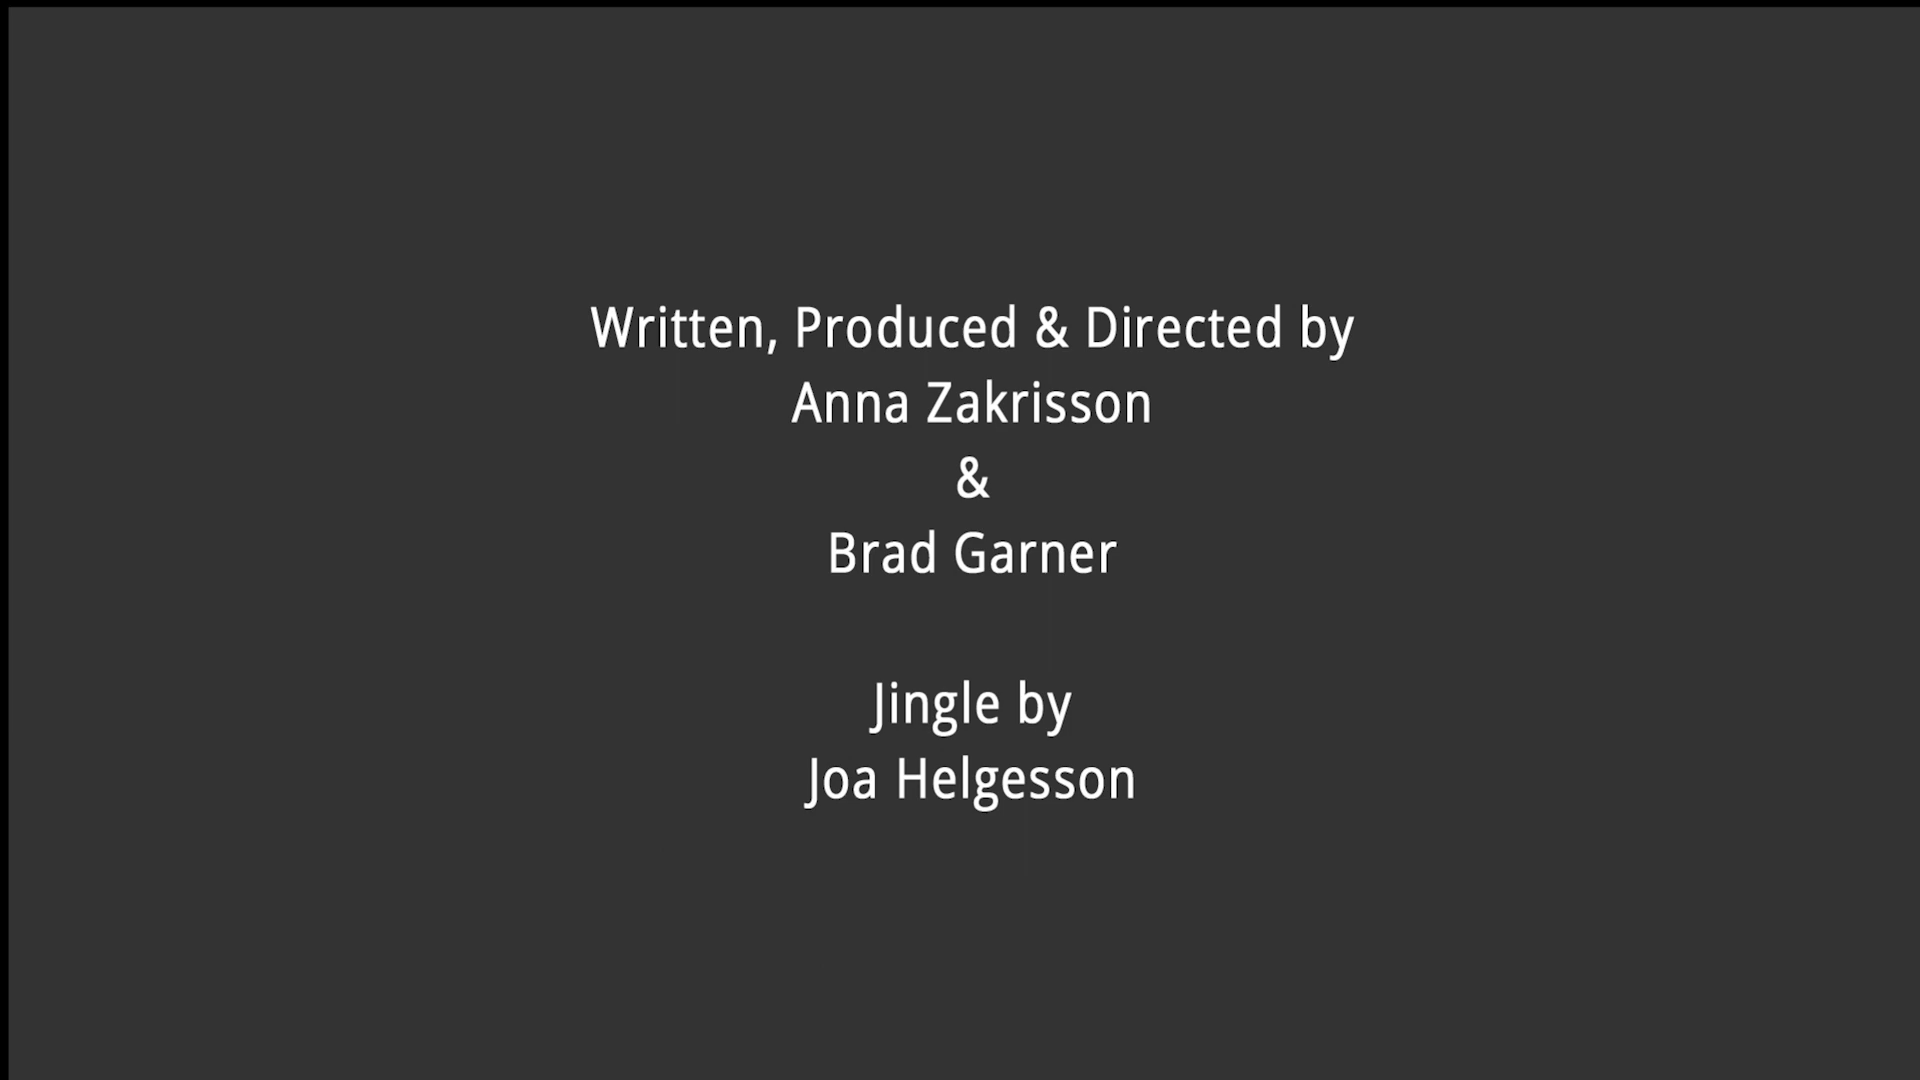 Written, Produced & Directed by
Anna Zakrisson
&
Brad Garner
Jingle by
Joa Helgesson